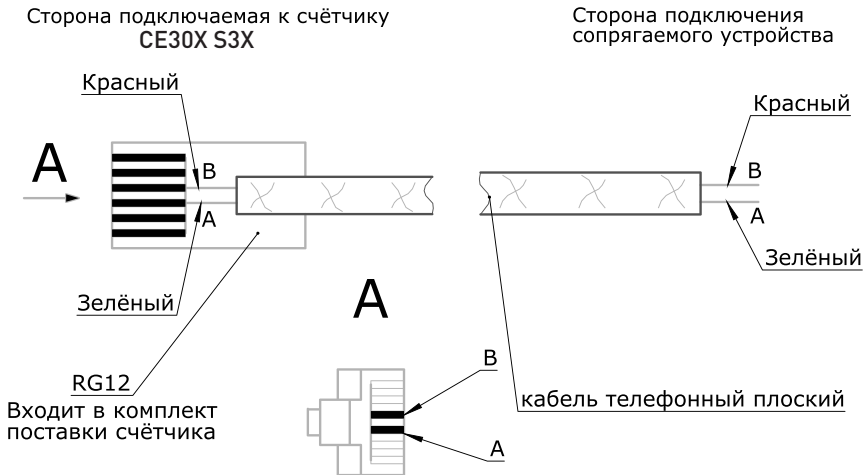 Сторона подключаемая к счётчику
CE30X S3X
Сторона подключения
сопрягаемого устройства
Красный
Красный
A
B
A
B
A
Зелёный
Зелёный
A
RG12
Входит в комплект
поставки счётчика
B
A
кабель телефонный плоский